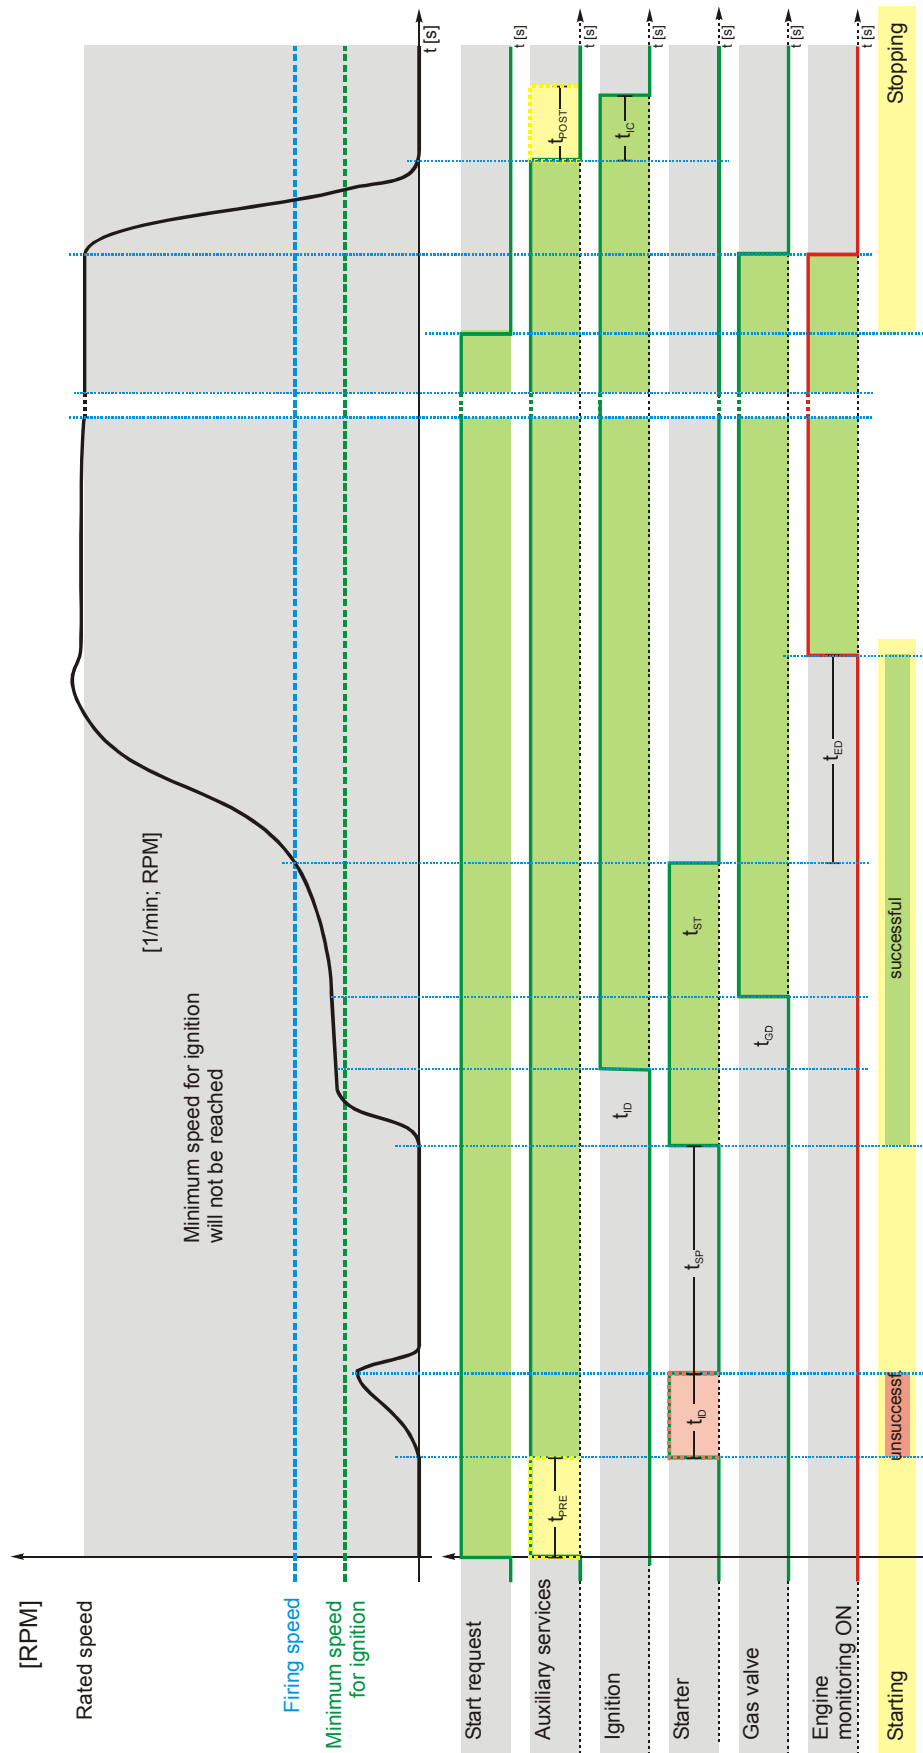 [RPM]
Rated speed
Firing speed
Minimum speed
for ignition
Minimum speed for ignition
will not be reached
[1/min; RPM]
t [s]
Start request
t [s]
Auxiliary services
tPRE
tPOST
t [s]
Ignition
tID
tIC
t [s]
Starter
tID
tSP
tST
t [s]
Gas valve
tGD
t [s]
Engine
monitoring ON
tED
t [s]
Starting
unsuccessf.
successful
Stopping